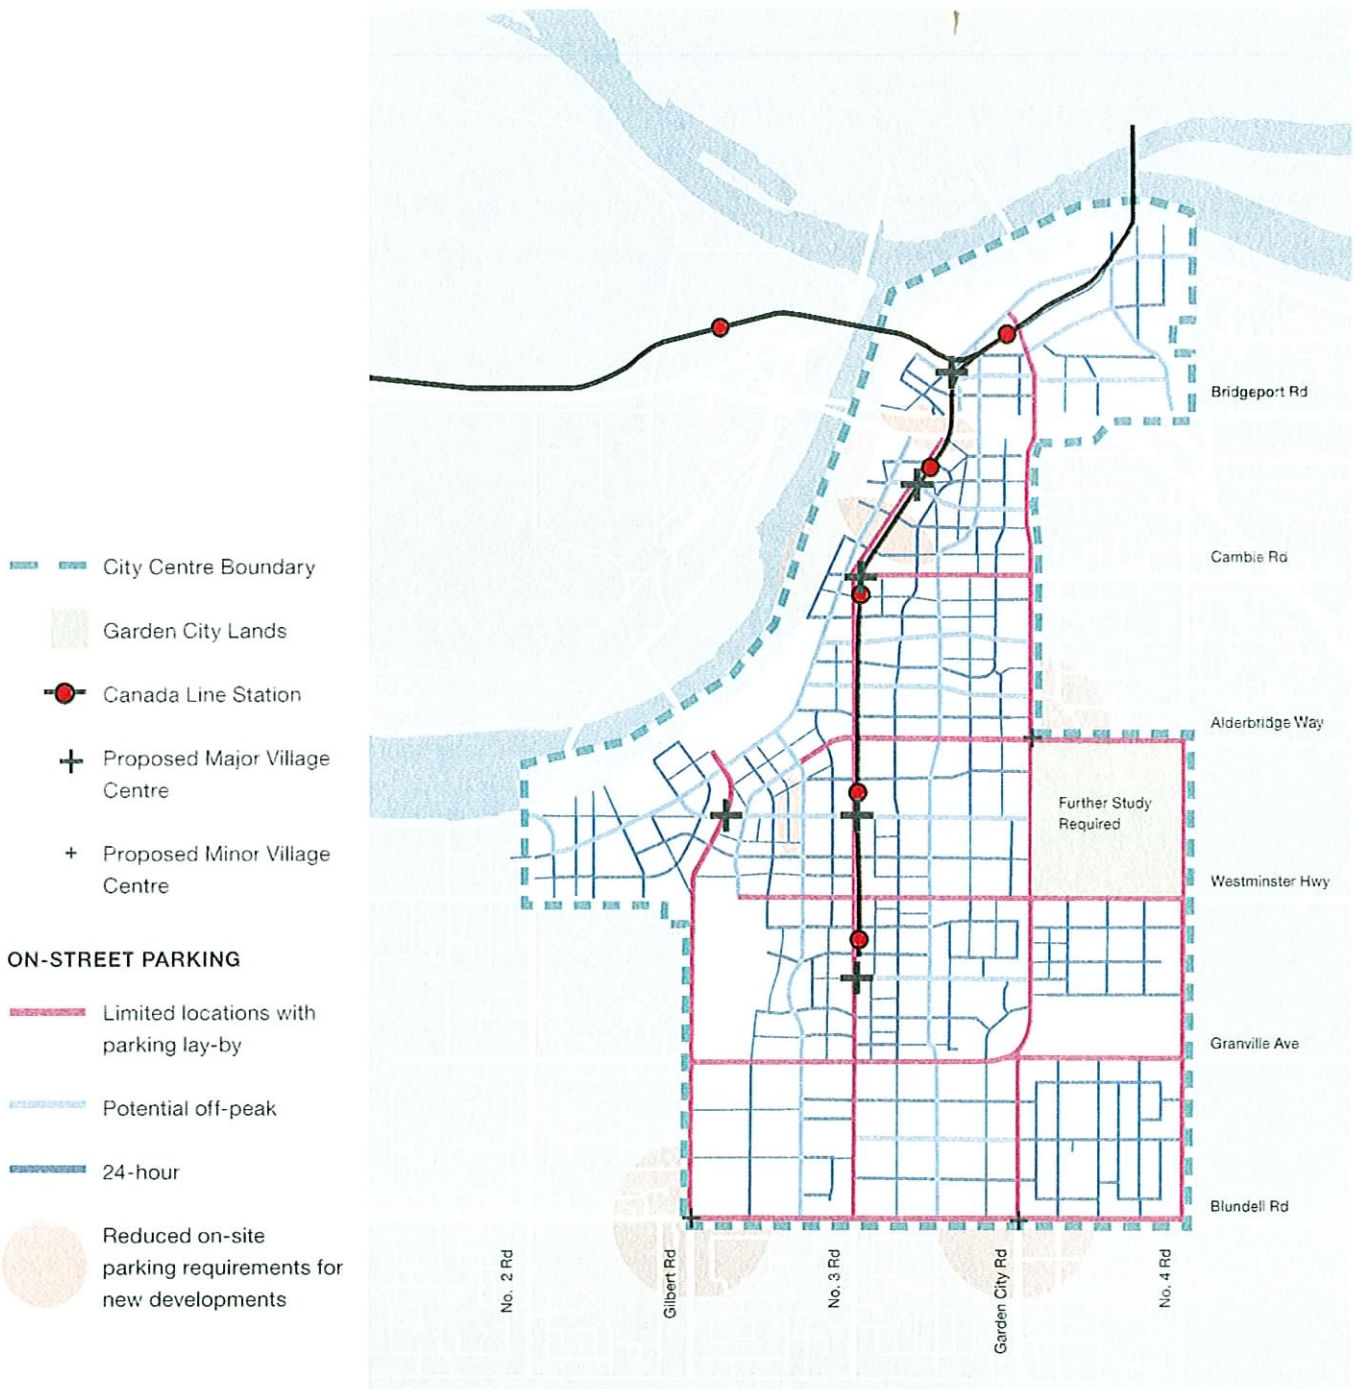 City Centre Boundary
Garden City Lands
Canada Line Station
Proposed Major Village
Centre
Proposed Minor Village
Centre
ON-STREET PARKING
Limited locations with
parking lay-by
Potential off-peak
24-hour
Reduced on-site
parking requirements for
new developments
Bridgeport Rd
Cambie Rd
Alderbridge Way
Further Study
Required
Westminster Hwy
Granville Ave
Blundell Rd
No. 2 Rd
Gilbert Rd
No. 3 Rd
Garden City Rd
No. 4 Rd